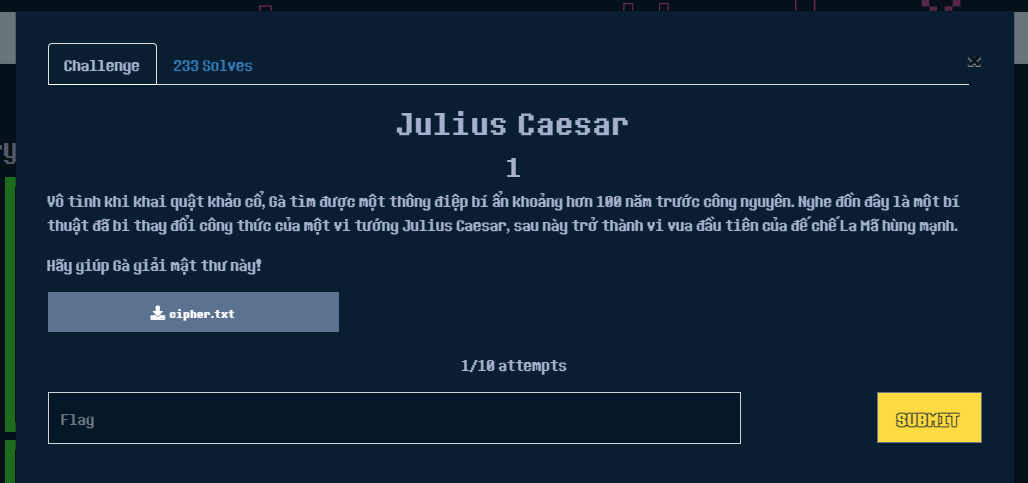 Challenge
233 Solves
Julius Caesar
1
Vô tình khi khai quật khảo cổ, Gà tìm được một thông điệp bí ẩn khoảng hơn 100 năm trước công nguyên. Nghe đồn đây là một bí
thuật đã bi thay đổi công thức của một vi tướng Julius Caesar, sau này trở thành vi vua đầu tiên của đế chế La Mã hùng mạnh.
Hãy giúp Gà giải mật thư này!
cipher.txt
1/10 attempts
Flag
SUBMIT